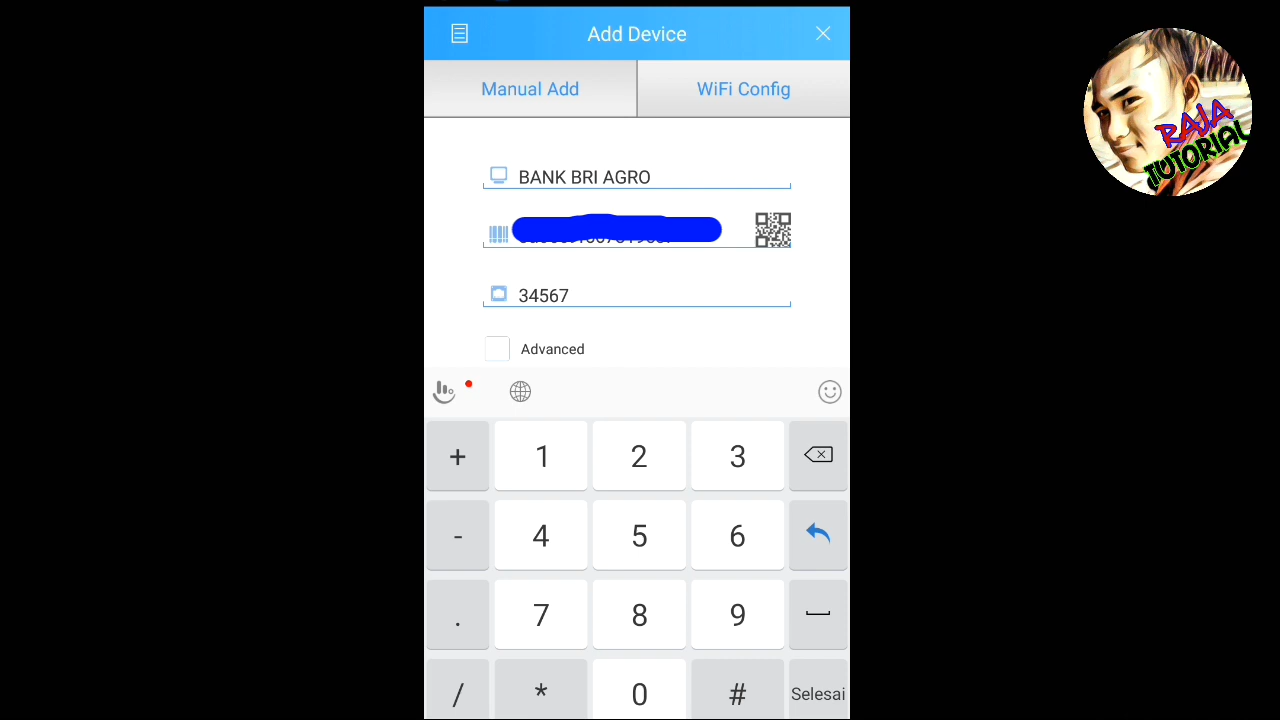 Add Device
Manual Add
WiFi Config
BANK BRI AGRO
34567
Advanced
+ 1 2 3
- 4 5 6
. 7 8 9
/ * 0 # Selesai
RAJA
TUTORIAL